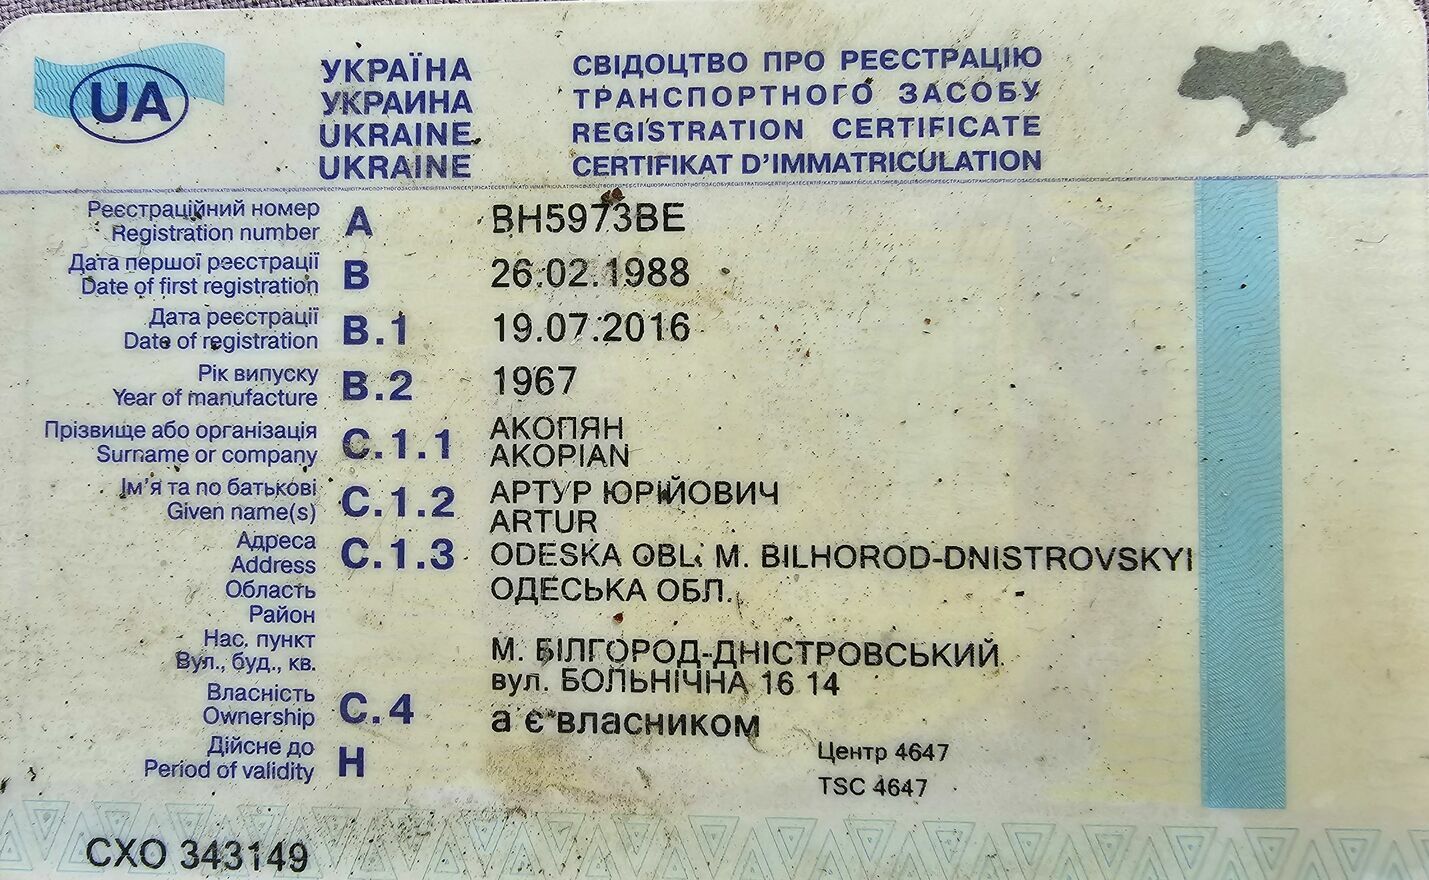 UA
УКРАЇНА
УКРАИНА
UKRAINE
UKRAINE
СВІДОЦТВО ПРО РЕЄСТРАЦІЮ
ТРАНСПОРТНОГО ЗАСОБУ
REGISTRATION CERTIFICATE
CERTIFIKAT D'IMMATRICULATION
Реєстраційний номер
Registration number A ВН5973ВЕ
Дата першої реєстрації
Date of first registration B 26.02.1988
Дата реєстрації
Date of registration B.1 19.07.2016
Рік випуску
Year of manufacture B.2 1967
Прізвище або організація C.1.1 АКОПЯН
Surname or company AKOPIAN
Ім'я та по батькові C.1.2 АРТУР ЮРІЙОВИЧ
Given name(s) ARTUR
Адреса
Address C.1.3 ODESKA OBL. M. BILHOROD-DNISTROVSKYI
Область ОДЕСЬКА ОБЛ.
Район
Нас. пункт М. БІЛГОРОД-ДНІСТРОВСЬКИЙ
Вул., буд., кв. вул. БОЛЬНІЧНА 16 14
Власність
Ownership C.4 а є власником
Дійсне до
Period of validity H
Центр 4647
TSC 4647
СХО 343149